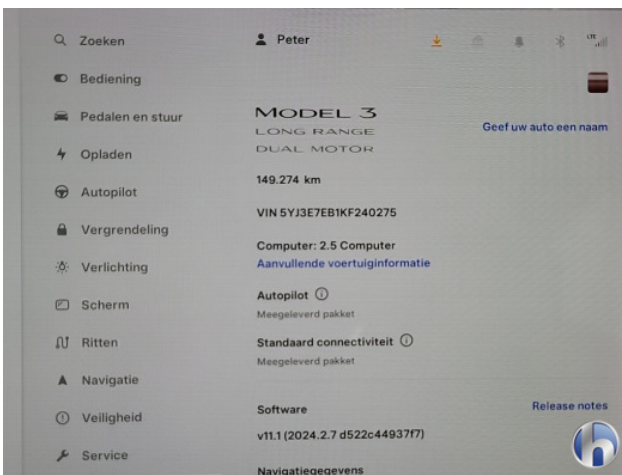 Zoeken
Peter
LTE
Bediening
Pedalen en stuur
MODEL 3
LONG RANGE
Geef uw auto een naam
DUAL MOTOR
Opladen
149.274 km
Autopilot
VIN 5YJ3E7EB1KF240275
Vergrendeling
Computer: 2.5 Computer
Aanvullende voertuiginformatie
Verlichting
Autopilot
Scherm
Meegeleverd pakket
Ritten
Standaard connectiviteit
Meegeleverd pakket
Navigatie
Software
Release notes
Veiligheid
v11.1 (2024.2.7 d522c44937f7)
Service
Navigatiegegevens
h